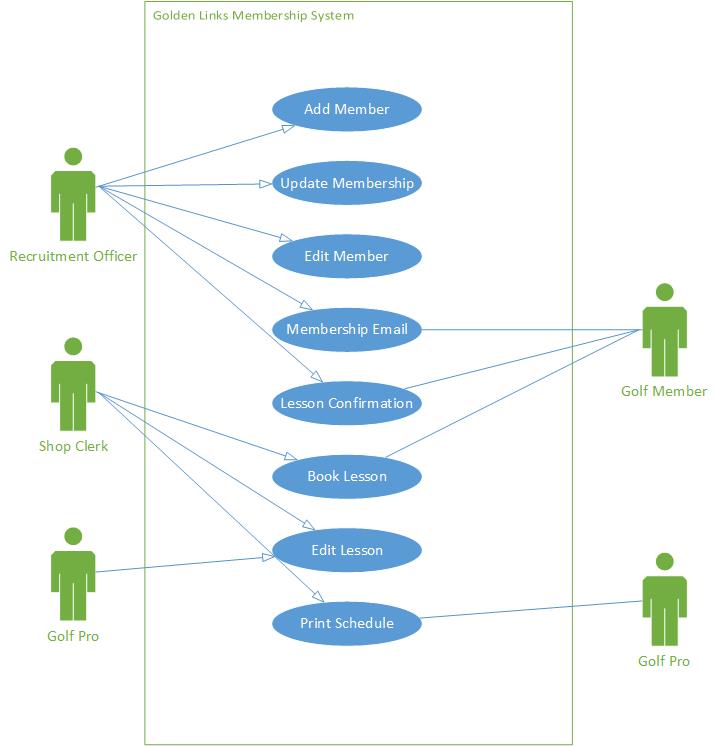 Golden Links Membership System
Add Member
Update Membership
Recruitment Officer
Edit Member
Membership Email
Golf Member
Lesson Confirmation
Shop Clerk
Book Lesson
Edit Lesson
Golf Pro
Print Schedule
Golf Pro